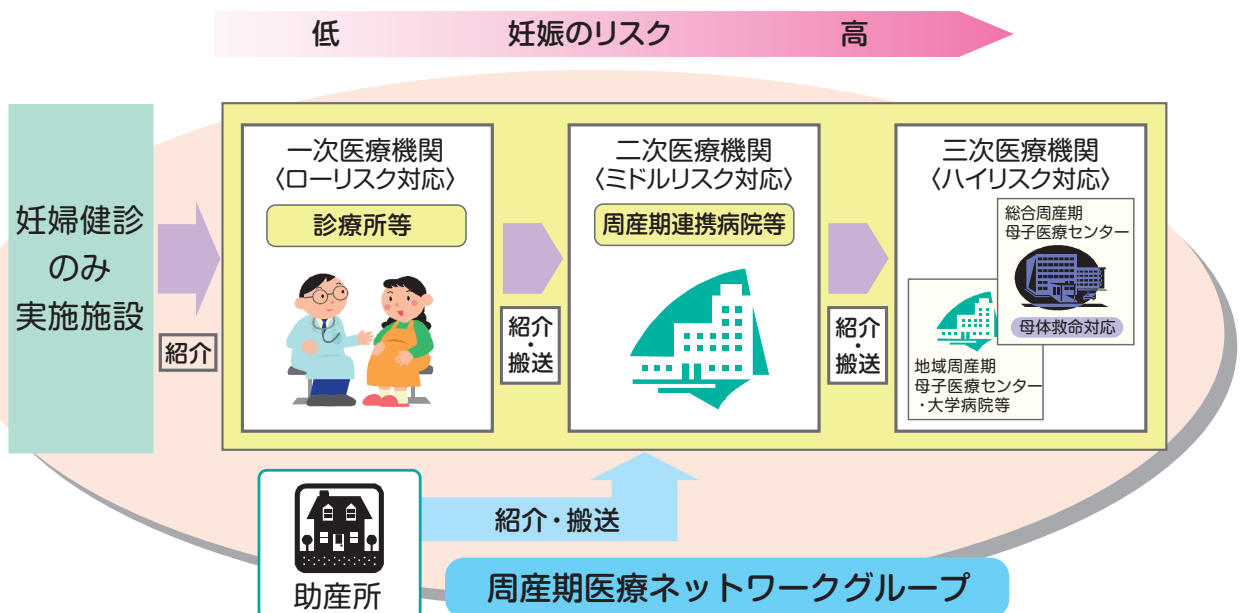 低 妊娠のリスク 高
妊婦健診
のみ
実施施設
紹介
一次医療機関
〈ローリスク対応〉
診療所等
紹介
・
搬送
二次医療機関
〈ミドルリスク対応〉
周産期連携病院等
紹介
・
搬送
三次医療機関
〈ハイリスク対応〉
総合周産期
母子医療センター
母体救命対応
地域周産期
母子医療センター
・大学病院等
助産所
紹介・搬送
周産期医療ネットワークグループ